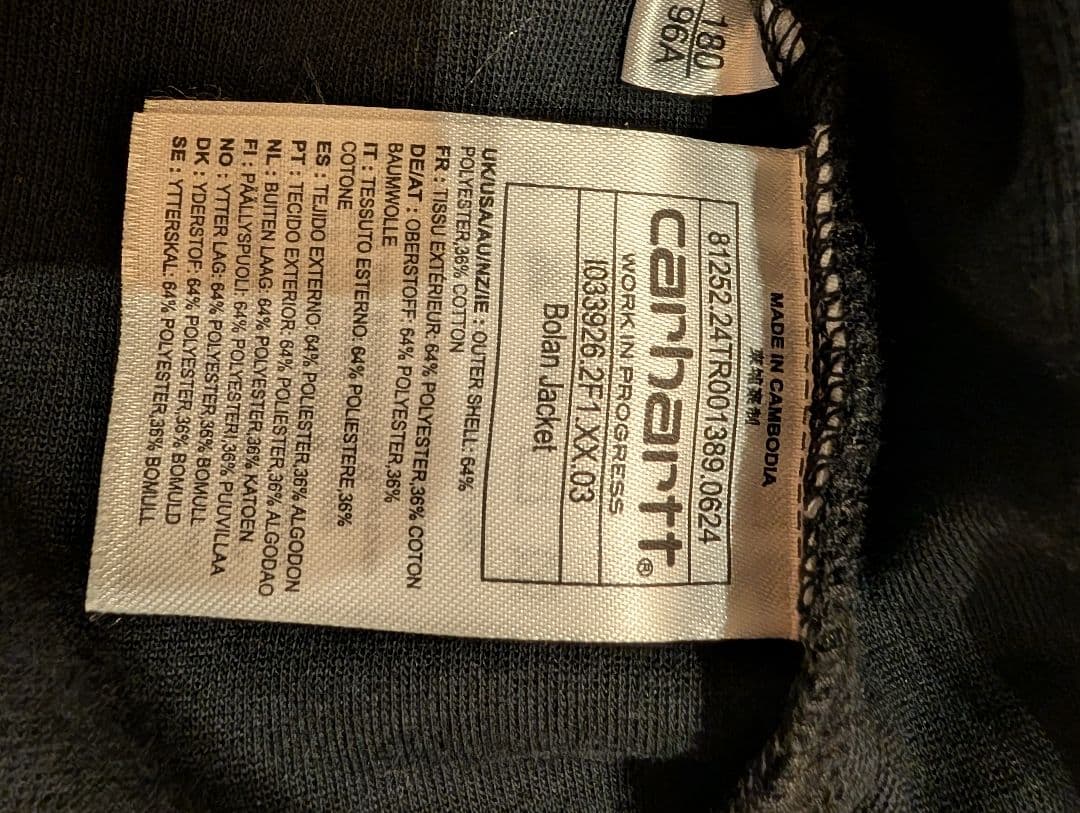 180
96A
MADE IN CAMBODIA
81252.24TR001389.0624
carhartt®
WORK IN PROGRESS
I033926.2F1.XX.03
Bolan Jacket
UK/USA/AU/NZ/IE : OUTER SHELL: 64%
POLYESTER,36% COTTON
FR : TISSU EXTÉRIEUR: 64% POLYESTER,36% COTON
DE/AT : OBERSTOFF: 64% POLYESTER,36%
BAUMWOLLE
IT : TESSUTO ESTERNO: 64% POLIESTERE,36%
COTONE
ES : TEJIDO EXTERNO: 64% POLIESTER,36% ALGODON
PT : TECIDO EXTERIOR: 64% POLIESTER,36% ALGODAO
NL : BUITEN LAAG: 64% POLYESTER,36% KATOEN
FI : PÄÄLLYSPUOLI: 64% POLYESTERI,36% PUUVILLAA
NO : YTTER LAG: 64% POLYESTER,36% BOMULL
DK : YDERSTOF: 64% POLYESTER,36% BOMULD
SE : YTTERSKAL: 64% POLYESTER,36% BOMULL